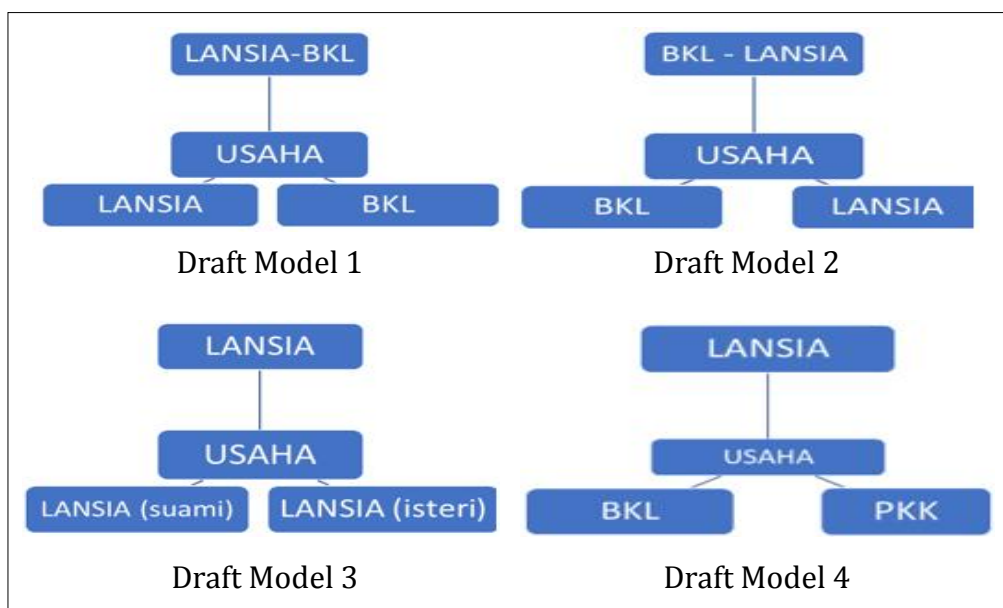 LANSIA-BKL
USAHA
LANSIA
BKL
Draft Model 1
BKL - LANSIA
USAHA
BKL
LANSIA
Draft Model 2
LANSIA
USAHA
LANSIA (suami)
LANSIA (isteri)
Draft Model 3
LANSIA
USAHA
BKL
PKK
Draft Model 4